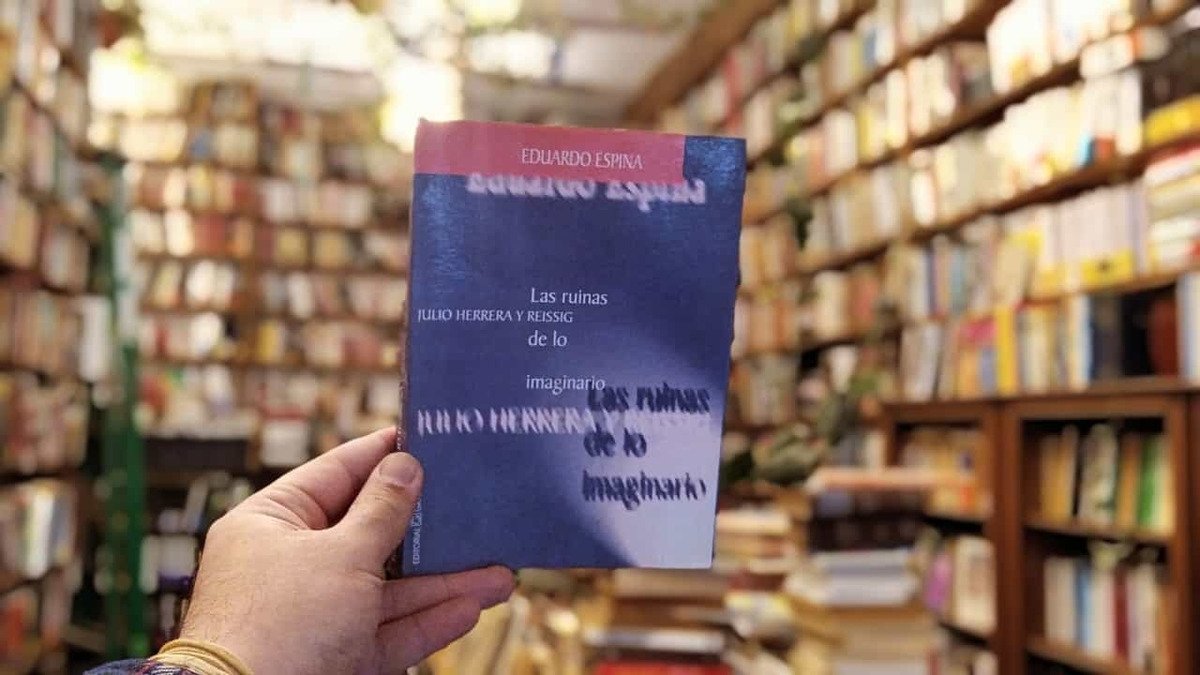 EDUARDO ESPINA
Eduardo Espina
Las ruinas
JULIO HERRERA Y REISSIG
de lo
imaginario
Las ruinas
JULIO HERRERA Y
de lo
imaginario
EDITORIAL